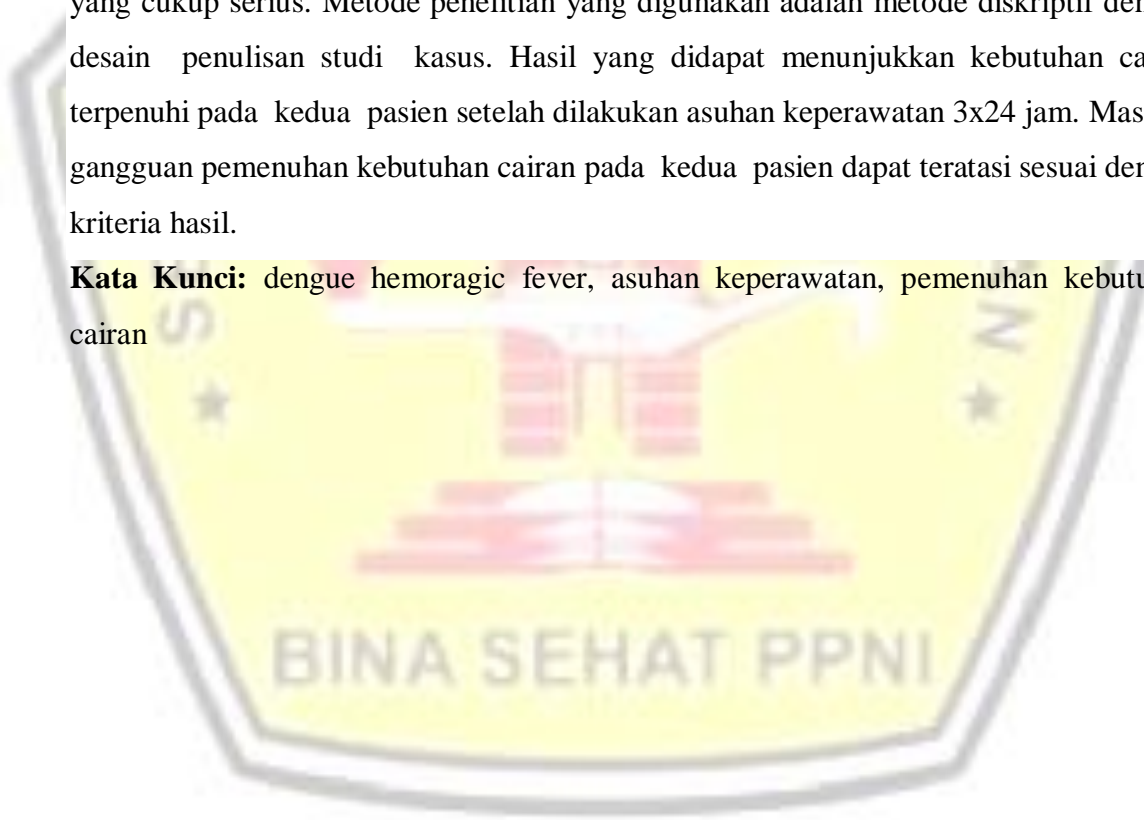 yang cukup serius. Metode penelitian yang digunakan adalah metode diskriptif den
desain penulisan studi kasus. Hasil yang didapat menunjukkan kebutuhan ca
terpenuhi pada kedua pasien setelah dilakukan asuhan keperawatan 3x24 jam. Mas
gangguan pemenuhan kebutuhan cairan pada kedua pasien dapat teratasi sesuai den
kriteria hasil.
Kata Kunci: dengue hemoragic fever, asuhan keperawatan, pemenuhan kebutu
cairan
BINA SEHAT PPNI